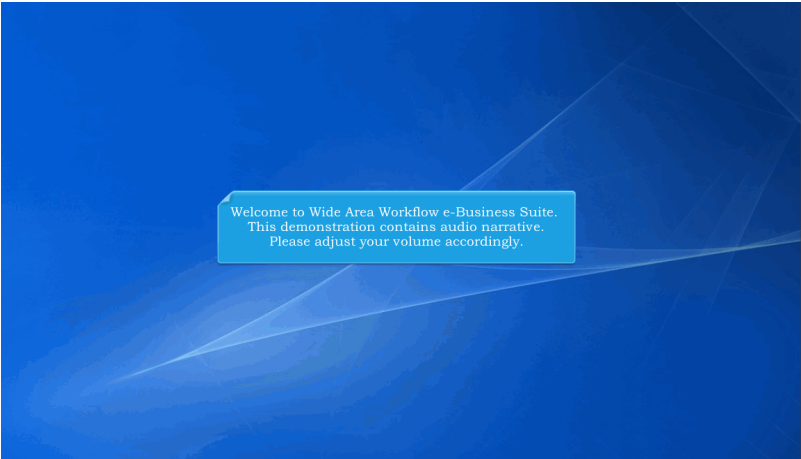 Welcome to Wide Area Workflow e-Business Suite.
This demonstration contains audio narrative.
Please adjust your volume accordingly.